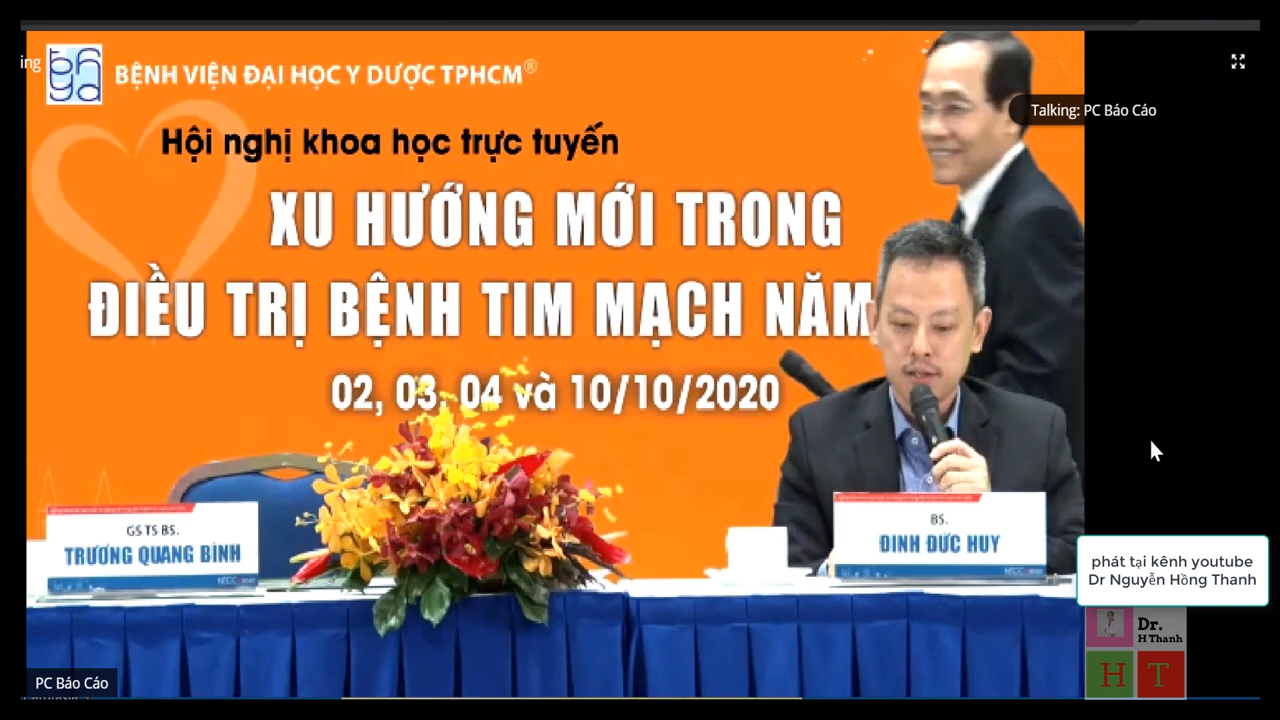 ing
BỆNH VIỆN ĐẠI HỌC Y DƯỢC TPHCM®
Talking: PC Báo Cáo
Hội nghị khoa học trực tuyến
XU HƯỚNG MỚI TRONG
ĐIỀU TRỊ BỆNH TIM MẠCH NĂM
02, 03, 04 và 10/10/2020
GS TS BS.
TRƯƠNG QUANG BÌNH
BS.
ĐINH ĐỨC HUY
phát tại kênh youtube
Dr Nguyễn Hồng Thanh
Dr.
H Thanh
H T
PC Báo Cáo